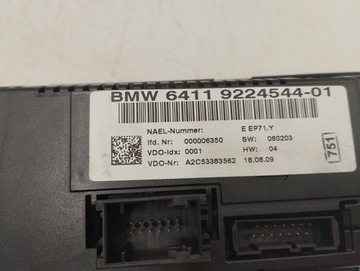 BMW 6411 9224544-01
NAEL-Nummer: E EP71.Y
lfd. Nr: 000006350 SW: 060203
VDO-Idx: 0001 HW: 04
VDO-Nr: A2C53383562 18.08.09
751